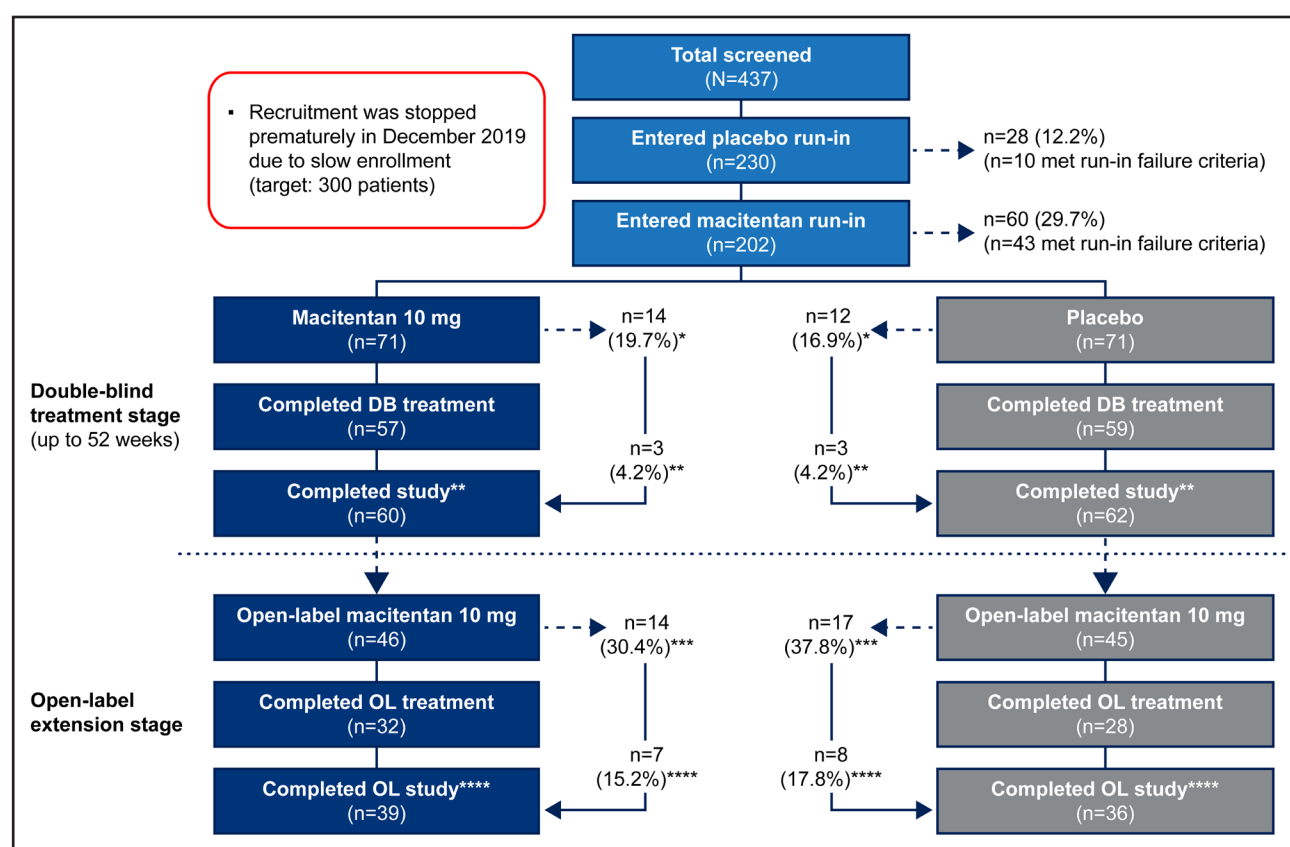 Total screened
(N=437)
▪ Recruitment was stopped
prematurely in December 2019
due to slow enrollment
(target: 300 patients)
Entered placebo run-in
(n=230)
n=28 (12.2%)
(n=10 met run-in failure criteria)
Entered macitentan run-in
(n=202)
n=60 (29.7%)
(n=43 met run-in failure criteria)
Double-blind
treatment stage
(up to 52 weeks)
Macitentan 10 mg
(n=71)
n=14
(19.7%)*
n=12
(16.9%)*
Placebo
(n=71)
Completed DB treatment
(n=57)
Completed DB treatment
(n=59)
n=3
(4.2%)**
n=3
(4.2%)**
Completed study**
(n=60)
Completed study**
(n=62)
Open-label
extension stage
Open-label macitentan 10 mg
(n=46)
n=14
(30.4%)***
n=17
(37.8%)***
Open-label macitentan 10 mg
(n=45)
Completed OL treatment
(n=32)
Completed OL treatment
(n=28)
n=7
(15.2%)****
n=8
(17.8%)****
Completed OL study****
(n=39)
Completed OL study****
(n=36)